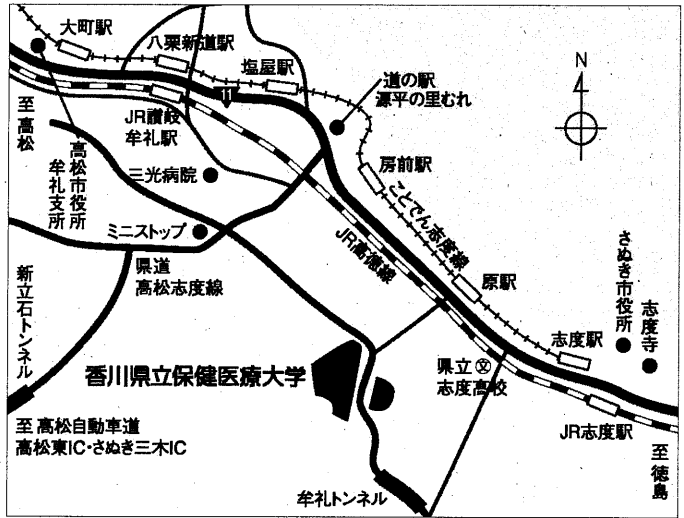 大町駅
八栗新道駅
塩屋駅
道の駅
源平の里むれ
N
11
至高松
高松市役所
牟礼支所
JR讃岐
牟礼駅
三光病院
房前駅
ことでん志度線
ミニストップ
JR高徳線
県道
高松志度線
原駅
さぬき市役所
志度寺
新立石トンネル
志度駅
香川県立保健医療大学
県立文
志度高校
至 高松自動車道
高松東IC・さぬき三木IC
JR志度駅
至徳島
牟礼トンネル